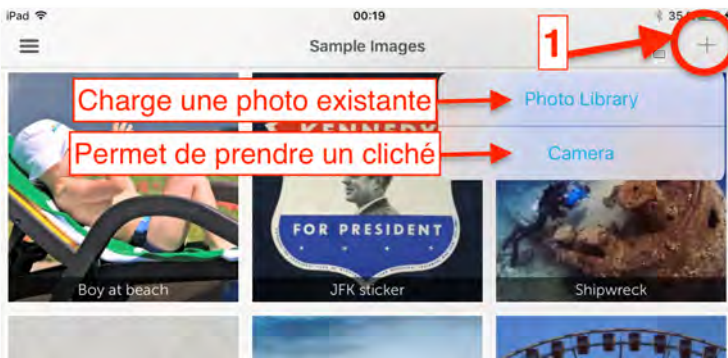 iPad 00:19 35
Sample Images
1
Charge une photo existante Photo Library
KENNEDY
Permet de prendre un cliché Camera
FOR PRESIDENT
Boy at beach JFK sticker Shipwreck